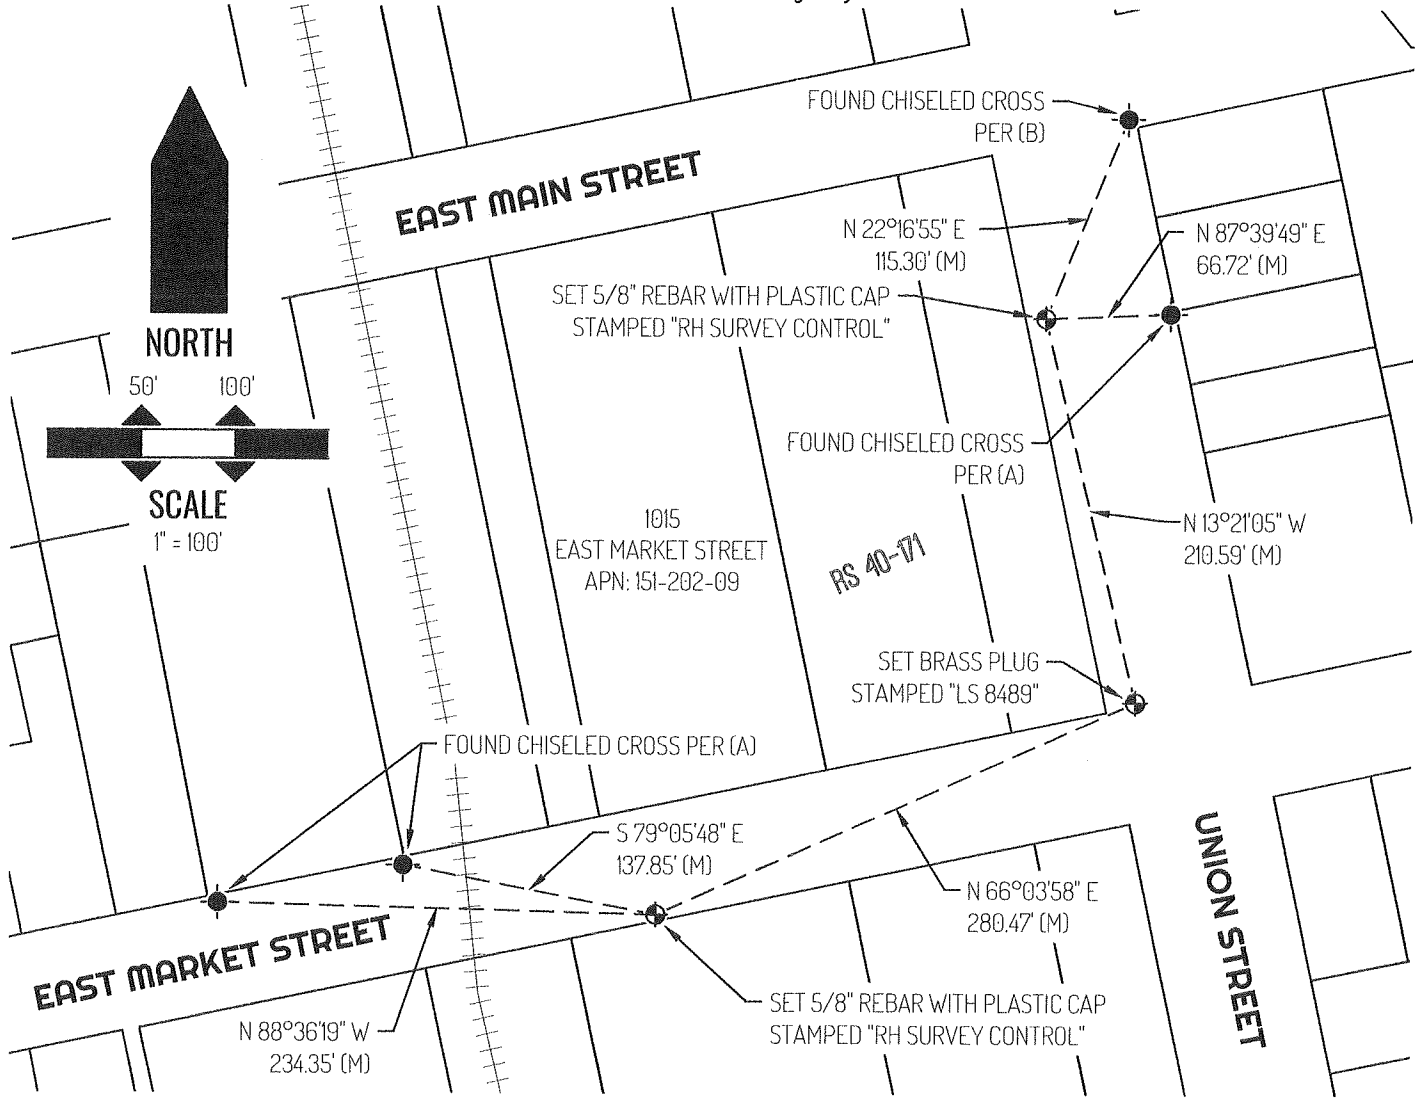 FOUND CHISELED CROSS
PER (B)
EAST MAIN STREET
N 22°16'55" E
115.30' (M)
N 87°39'49" E
66.72' (M)
SET 5/8" REBAR WITH PLASTIC CAP
STAMPED "RH SURVEY CONTROL"
NORTH
50' 100'
SCALE
1" = 100'
FOUND CHISELED CROSS
PER (A)
1015
EAST MARKET STREET
APN: 151-202-09
RS 40-171
N 13°21'05" W
210.59' (M)
SET BRASS PLUG
STAMPED "LS 8489"
FOUND CHISELED CROSS PER (A)
S 79°05'48" E
137.85' (M)
N 66°03'58" E
280.47' (M)
UNION STREET
EAST MARKET STREET
N 88°36'19" W
234.35' (M)
SET 5/8" REBAR WITH PLASTIC CAP
STAMPED "RH SURVEY CONTROL"